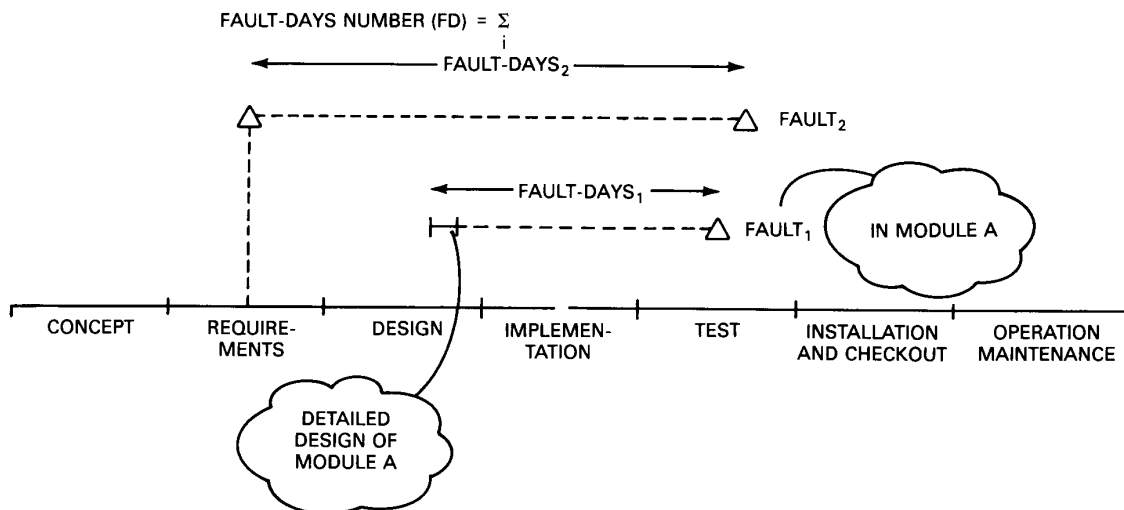 FAULT-DAYS NUMBER (FD) = Σ
i
FAULT-DAYS₂
FAULT₂
FAULT-DAYS₁
FAULT₁
IN MODULE A
CONCEPT
REQUIRE-
MENTS
DESIGN
IMPLEMEN-
TATION
TEST
INSTALLATION
AND CHECKOUT
OPERATION
MAINTENANCE
DETAILED
DESIGN OF
MODULE A